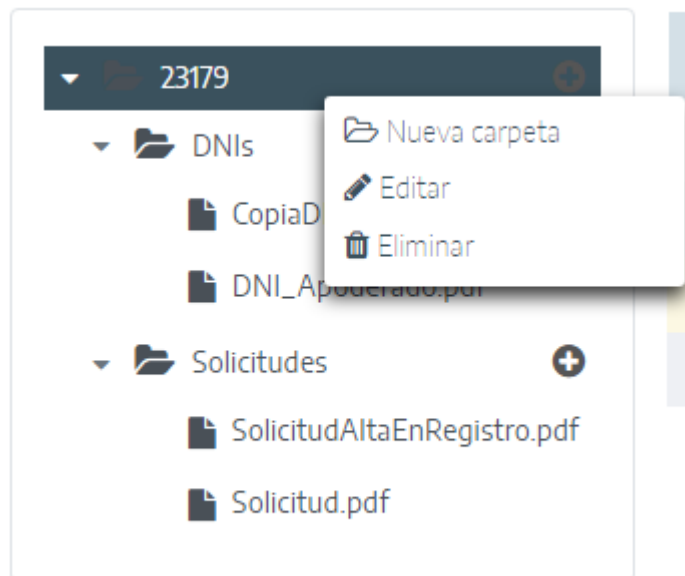 23179
DNIs
Nueva carpeta
Editar
CopiaD
Eliminar
DNI_Apoderado.pdf
Solicitudes
SolicitudAltaEnRegistro.pdf
Solicitud.pdf